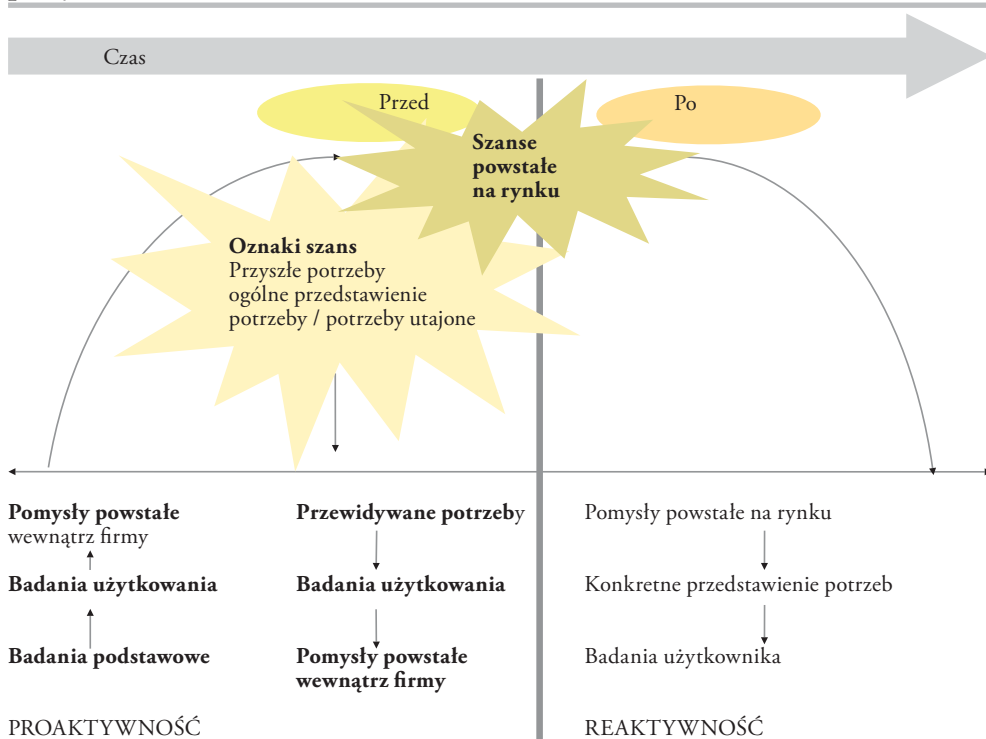 Czas
Przed
Po
Szanse
powstałe
na rynku
Oznaki szans
Przyszłe potrzeby
ogólne przedstawienie
potrzeby / potrzeby utajone
Pomysły powstałe
wewnątrz firmy
Badania użytkowania
Badania podstawowe
Przewidywane potrzeby
Badania użytkowania
Pomysły powstałe
wewnątrz firmy
Pomysły powstałe na rynku
Konkretne przedstawienie potrzeb
Badania użytkownika
PROAKTYWNOŚĆ
REAKTYWNOŚĆ